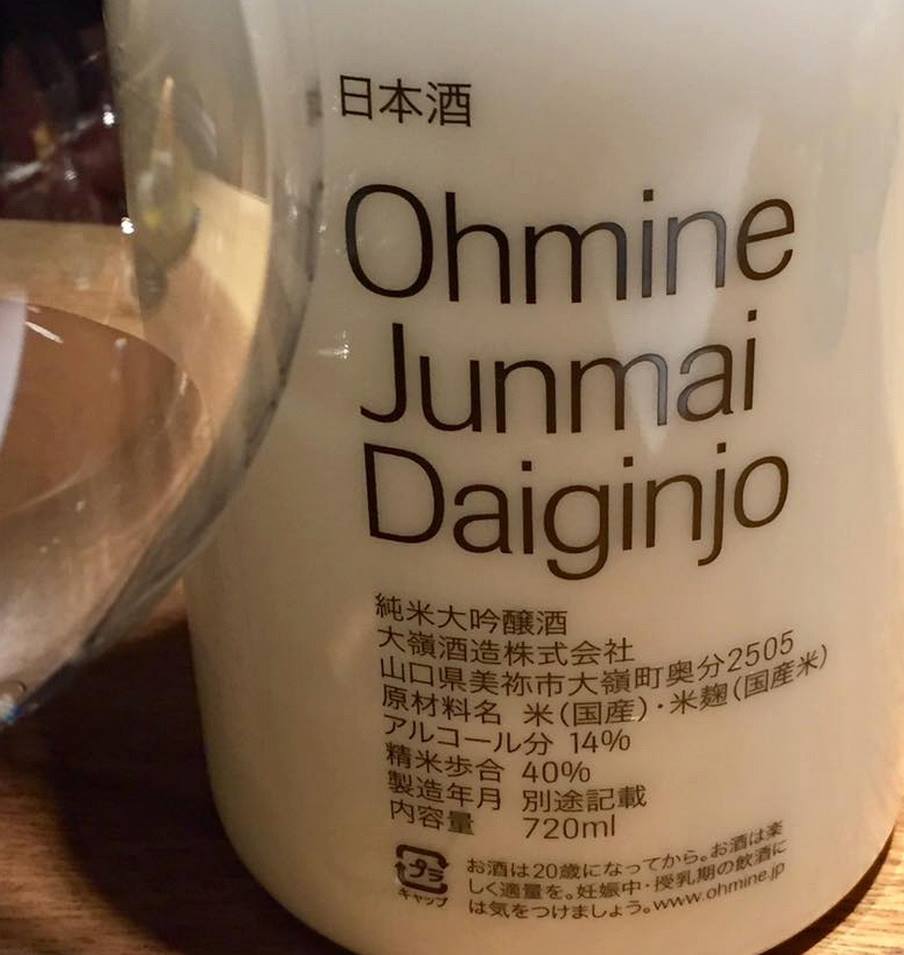 日本酒
Ohmine
Junmai
Daiginjo
純米大吟醸酒
大嶺酒造株式会社
山口県美祢市大嶺町奥分2505
原材料名 米(国産)・米麹(国産米)
アルコール分 14%
精米歩合 40%
製造年月 別途記載
内容量 720ml
プラ
キャップ
お酒は20歳になってから。お酒は楽
しく適量を。妊娠中・授乳期の飲酒に
は気をつけましょう。www.ohmine.jp